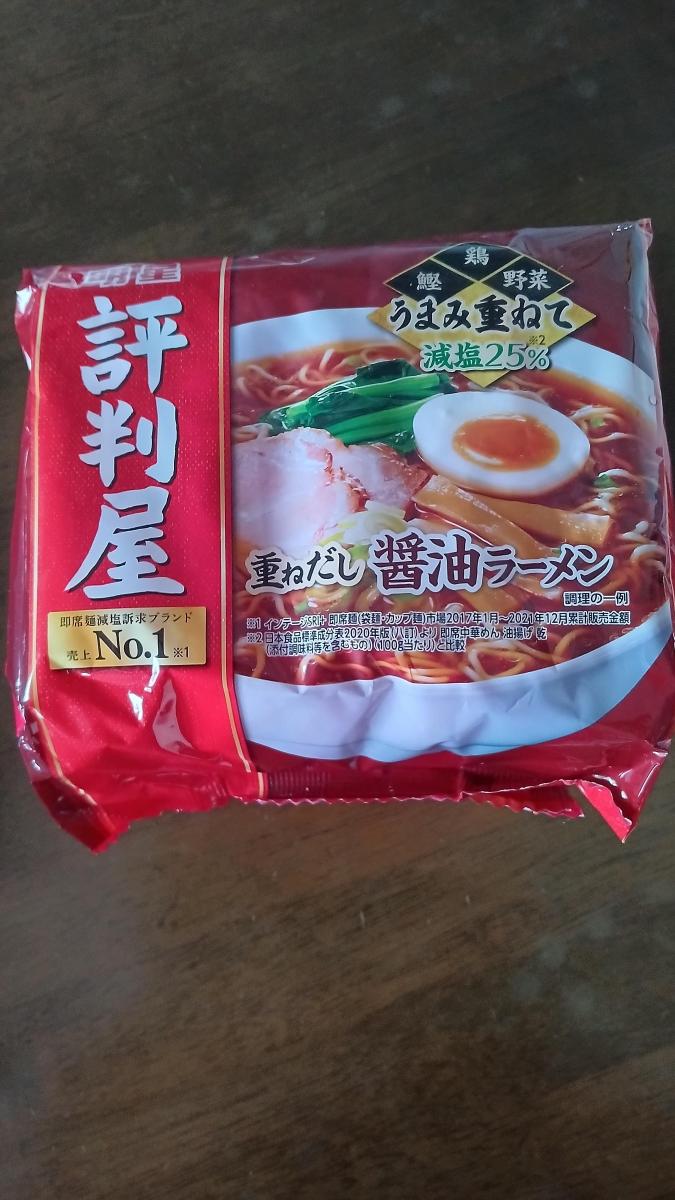 明星
評判屋
即席麺減塩訴求ブランド
売上 No.1 ※1
鶏
鰹 野菜
うまみ重ねて
減塩25% ※2
重ねだし 醤油ラーメン
調理の一例
※1 インテージSRI+ 即席麺(袋麺・カップ麺)市場2017年1月～2021年12月累計販売金額
※2 日本食品標準成分表2020年版(八訂)より 即席中華めん 油揚げ 乾
(添付調味料等を含むもの)(100g当たり)と比較